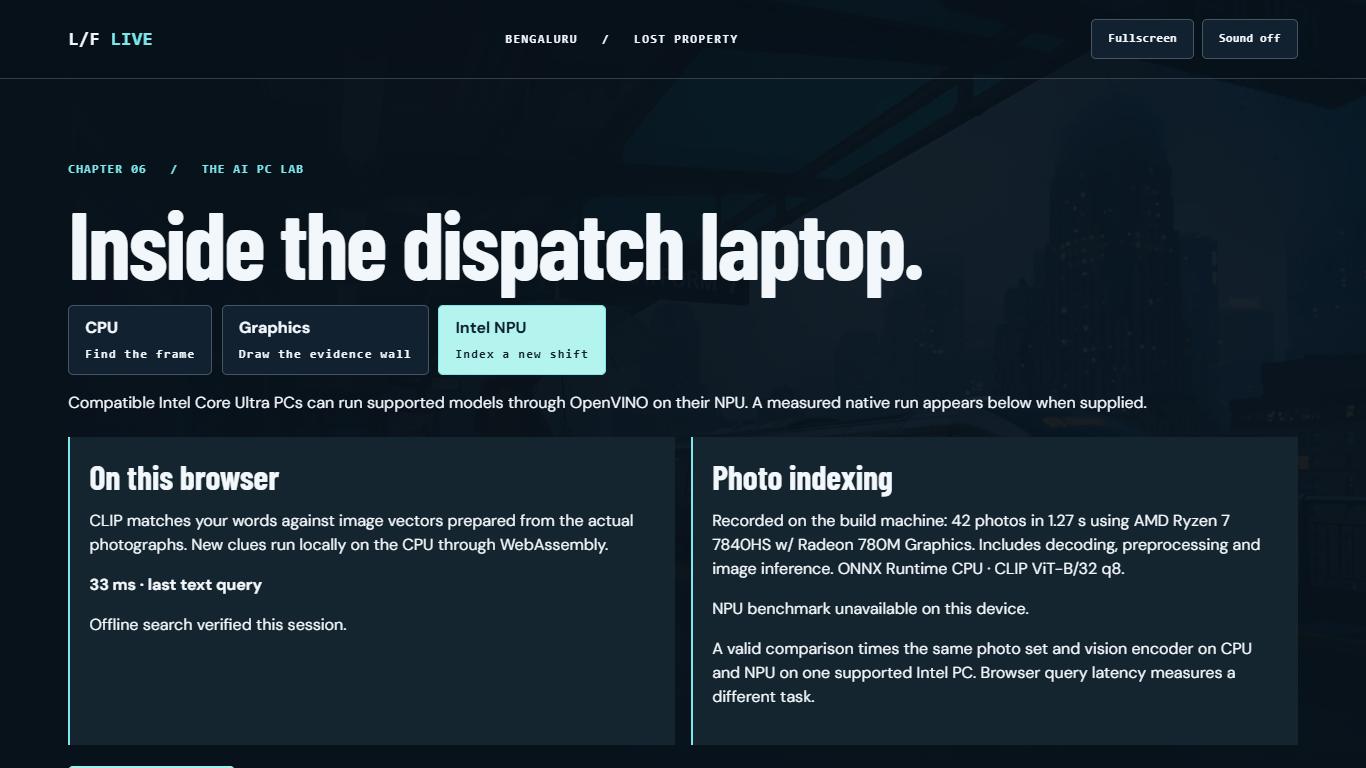 L/F LIVE
BENGALURU / LOST PROPERTY
Fullscreen
Sound off
CHAPTER 06 / THE AI PC LAB
Inside the dispatch laptop.
CPU
Find the frame
Graphics
Draw the evidence wall
Intel NPU
Index a new shift
Compatible Intel Core Ultra PCs can run supported models through OpenVINO on their NPU. A measured native run appears below when supplied.
On this browser
CLIP matches your words against image vectors prepared from the actual
photographs. New clues run locally on the CPU through WebAssembly.
33 ms · last text query
Offline search verified this session.
Photo indexing
Recorded on the build machine: 42 photos in 1.27 s using AMD Ryzen 7
7840HS w/ Radeon 780M Graphics. Includes decoding, preprocessing and
image inference. ONNX Runtime CPU · CLIP ViT-B/32 q8.
NPU benchmark unavailable on this device.
A valid comparison times the same photo set and vision encoder on CPU
and NPU on one supported Intel PC. Browser query latency measures a
different task.